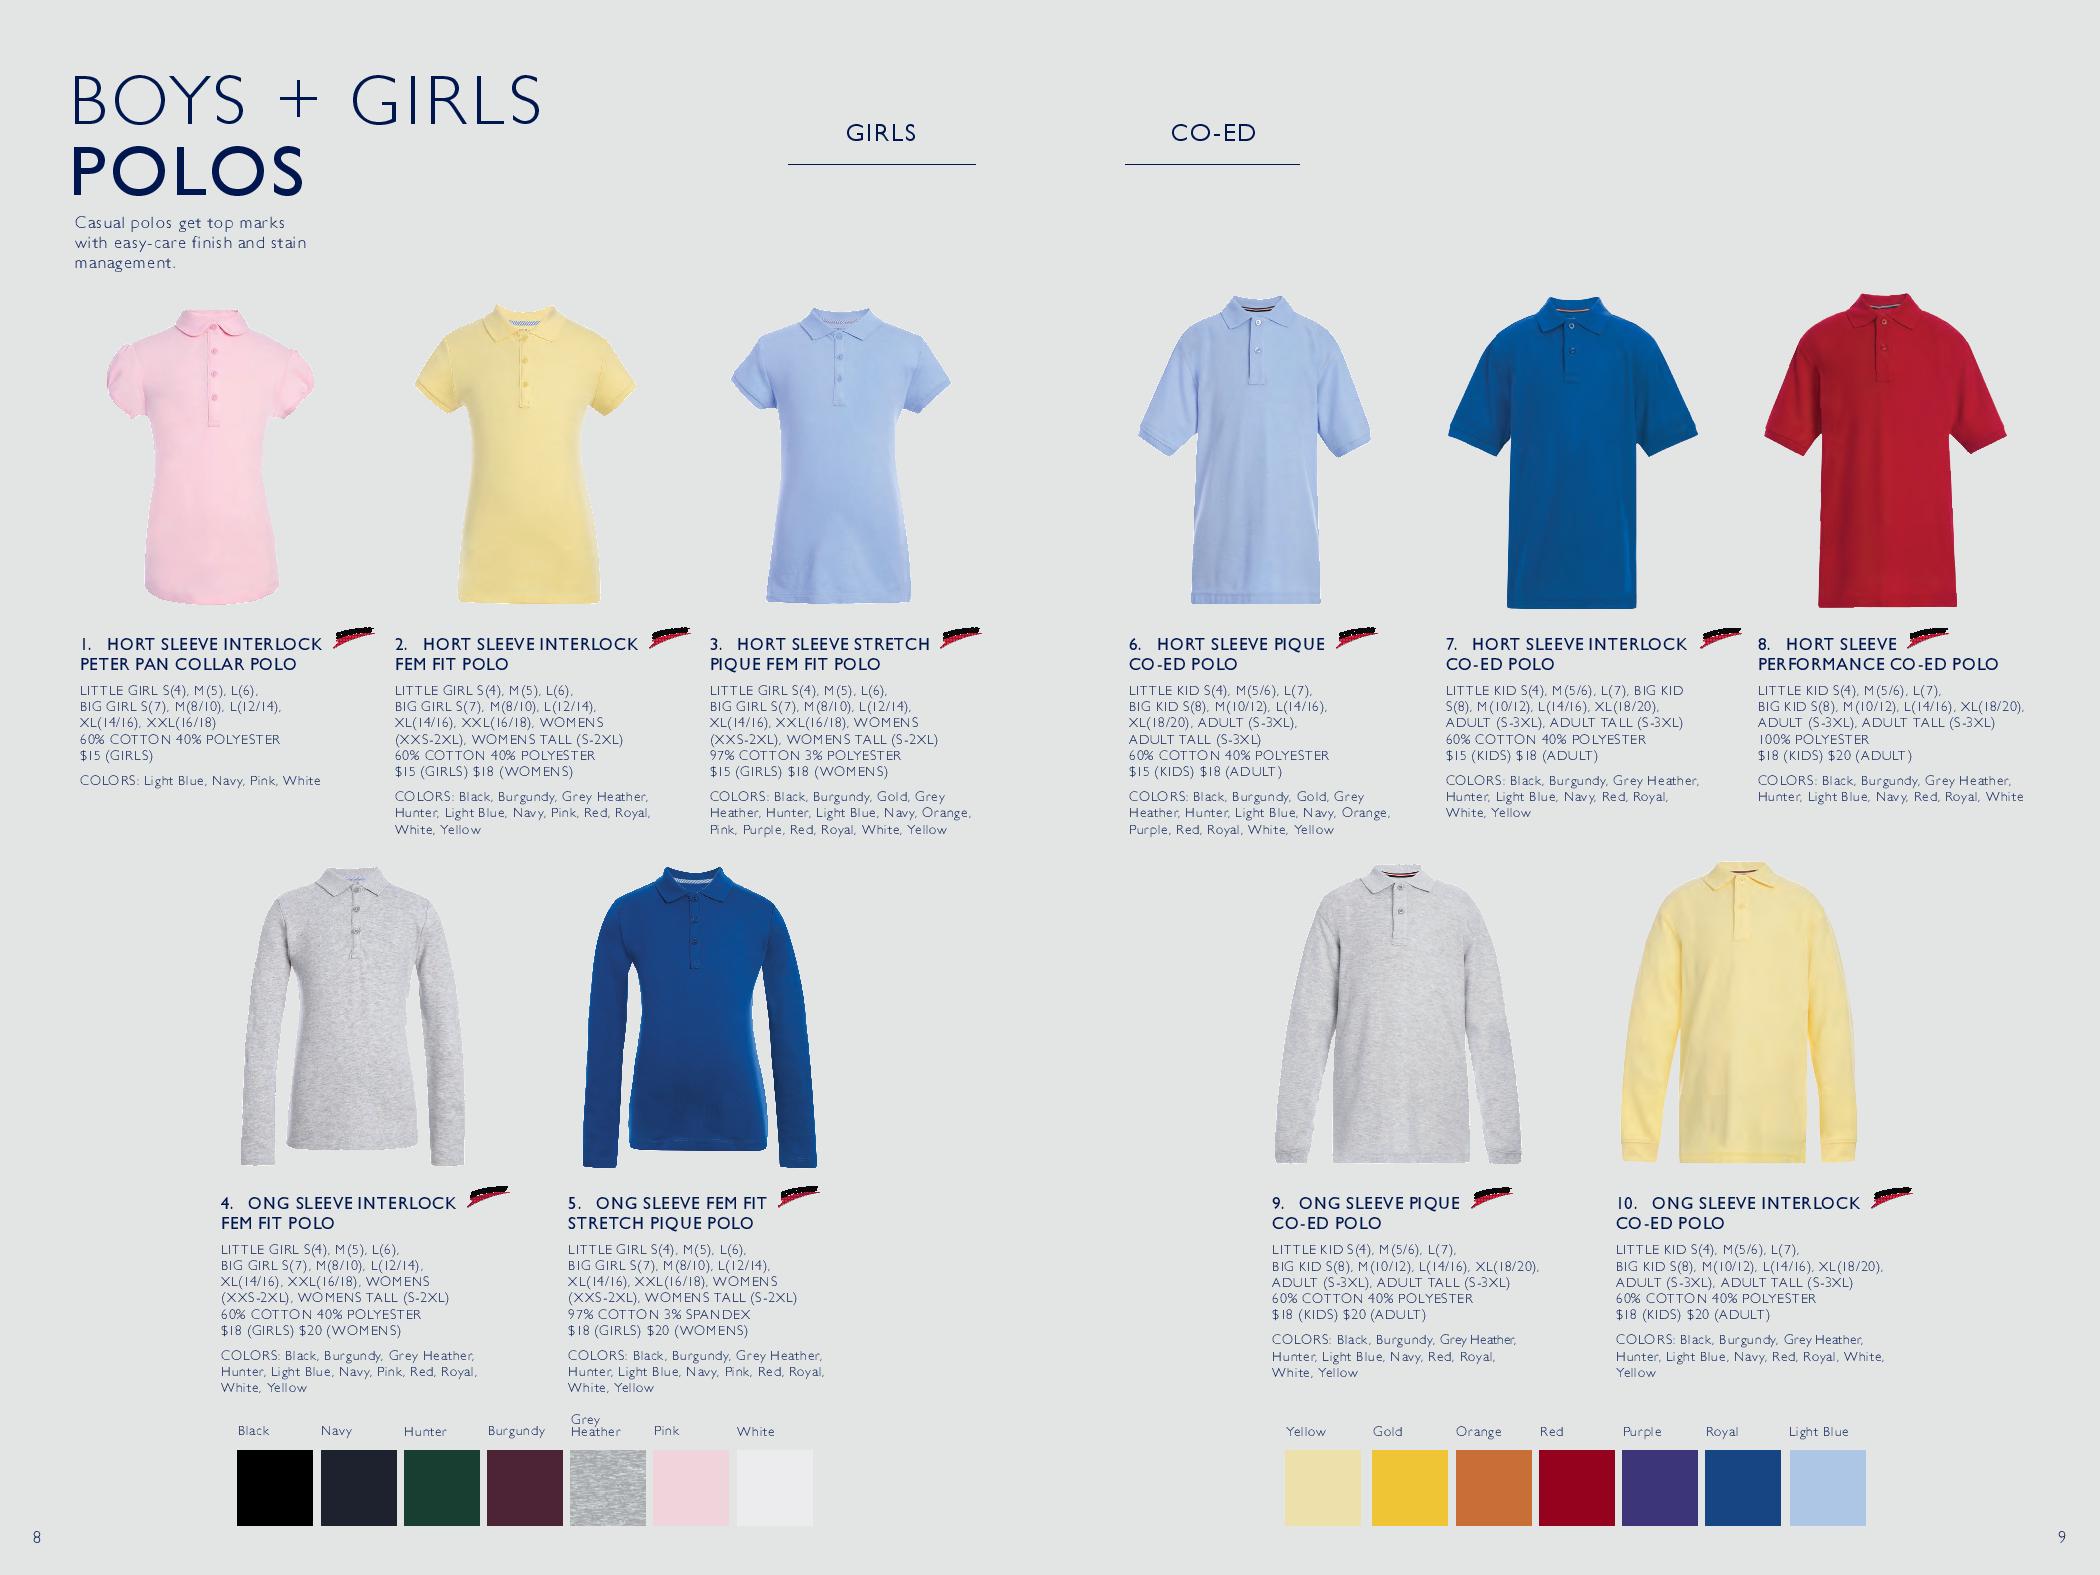 BOYS + GIRLS
POLOS
Casual polos get top marks
with easy-care finish and stain
management.
GIRLS
CO-ED
1. HORT SLEEVE INTERLOCK
PETER PAN COLLAR POLO
LITTLE GIRL S(4), M(5), L(6),
BIG GIRL S(7), M(8/10), L(12/14),
XL(14/16), XXL(16/18)
60% COTTON 40% POLYESTER
$15 (GIRLS)
COLORS: Light Blue, Navy, Pink, White
2. HORT SLEEVE INTERLOCK
FEM FIT POLO
LITTLE GIRL S(4), M(5), L(6),
BIG GIRL S(7), M(8/10), L(12/14),
XL(14/16), XXL(16/18), WOMENS
(XXS-2XL), WOMENS TALL (S-2XL)
60% COTTON 40% POLYESTER
$15 (GIRLS) $18 (WOMENS)
COLORS: Black, Burgundy, Grey Heather,
Hunter, Light Blue, Navy, Pink, Red, Royal,
White, Yellow
3. HORT SLEEVE STRETCH
PIQUE FEM FIT POLO
LITTLE GIRL S(4), M(5), L(6),
BIG GIRL S(7), M(8/10), L(12/14),
XL(14/16), XXL(16/18), WOMENS
(XXS-2XL), WOMENS TALL (S-2XL)
97% COTTON 3% POLYESTER
$15 (GIRLS) $18 (WOMENS)
COLORS: Black, Burgundy, Gold, Grey
Heather, Hunter, Light Blue, Navy, Orange,
Pink, Purple, Red, Royal, White, Yellow
6. HORT SLEEVE PIQUE
CO-ED POLO
LITTLE KID S(4), M(5/6), L(7),
BIG KID S(8), M(10/12), L(14/16),
XL(18/20), ADULT (S-3XL),
ADULT TALL (S-3XL)
60% COTTON 40% POLYESTER
$15 (KIDS) $18 (ADULT)
COLORS: Black, Burgundy, Gold, Grey
Heather, Hunter, Light Blue, Navy, Orange,
Purple, Red, Royal, White, Yellow
7. HORT SLEEVE INTERLOCK
CO-ED POLO
LITTLE KID S(4), M(5/6), L(7), BIG KID
S(8), M(10/12), L(14/16), XL(18/20),
ADULT (S-3XL), ADULT TALL (S-3XL)
60% COTTON 40% POLYESTER
$15 (KIDS) $18 (ADULT)
COLORS: Black, Burgundy, Grey Heather,
Hunter, Light Blue, Navy, Red, Royal,
White, Yellow
8. HORT SLEEVE
PERFORMANCE CO-ED POLO
LITTLE KID S(4), M(5/6), L(7),
BIG KID S(8), M(10/12), L(14/16), XL(18/20),
ADULT (S-3XL), ADULT TALL (S-3XL)
100% POLYESTER
$18 (KIDS) $20 (ADULT)
COLORS: Black, Burgundy, Grey Heather,
Hunter, Light Blue, Navy, Red, Royal, White
4. ONG SLEEVE INTERLOCK
FEM FIT POLO
LITTLE GIRL S(4), M(5), L(6),
BIG GIRL S(7), M(8/10), L(12/14),
XL(14/16), XXL(16/18), WOMENS
(XXS-2XL), WOMENS TALL (S-2XL)
60% COTTON 40% POLYESTER
$18 (GIRLS) $20 (WOMENS)
COLORS: Black, Burgundy, Grey Heather,
Hunter, Light Blue, Navy, Pink, Red, Royal,
White, Yellow
5. ONG SLEEVE FEM FIT
STRETCH PIQUE POLO
LITTLE GIRL S(4), M(5), L(6),
BIG GIRL S(7), M(8/10), L(12/14),
XL(14/16), XXL(16/18), WOMENS
(XXS-2XL), WOMENS TALL (S-2XL)
97% COTTON 3% SPANDEX
$18 (GIRLS) $20 (WOMENS)
COLORS: Black, Burgundy, Grey Heather,
Hunter, Light Blue, Navy, Pink, Red, Royal,
White, Yellow
9. ONG SLEEVE PIQUE
CO-ED POLO
LITTLE KID S(4), M(5/6), L(7),
BIG KID S(8), M(10/12), L(14/16), XL(18/20),
ADULT (S-3XL), ADULT TALL (S-3XL)
60% COTTON 40% POLYESTER
$18 (KIDS) $20 (ADULT)
COLORS: Black, Burgundy, Grey Heather,
Hunter, Light Blue, Navy, Red, Royal,
White, Yellow
10. ONG SLEEVE INTERLOCK
CO-ED POLO
LITTLE KID S(4), M(5/6), L(7),
BIG KID S(8), M(10/12), L(14/16), XL(18/20),
ADULT (S-3XL), ADULT TALL (S-3XL)
60% COTTON 40% POLYESTER
$18 (KIDS) $20 (ADULT)
COLORS: Black, Burgundy, Grey Heather,
Hunter, Light Blue, Navy, Red, Royal, White,
Yellow
Black
Navy
Hunter
Burgundy
Grey
Heather
Pink
White
Yellow
Gold
Orange
Red
Purple
Royal
Light Blue
8
9